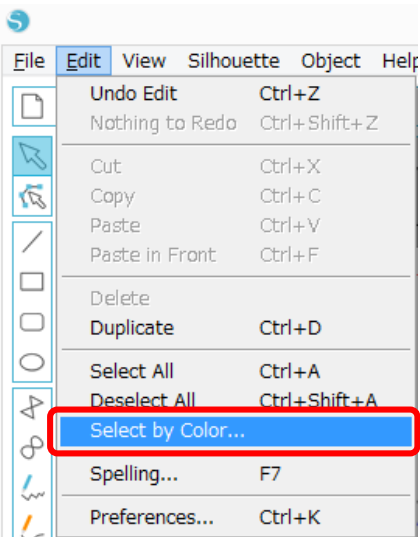 File Edit View Silhouette Object Help
Undo Edit Ctrl+Z
Nothing to Redo Ctrl+Shift+Z
Cut Ctrl+X
Copy Ctrl+C
Paste Ctrl+V
Paste in Front Ctrl+F
Delete
Duplicate Ctrl+D
Select All Ctrl+A
Deselect All Ctrl+Shift+A
Select by Color...
Spelling... F7
Preferences... Ctrl+K